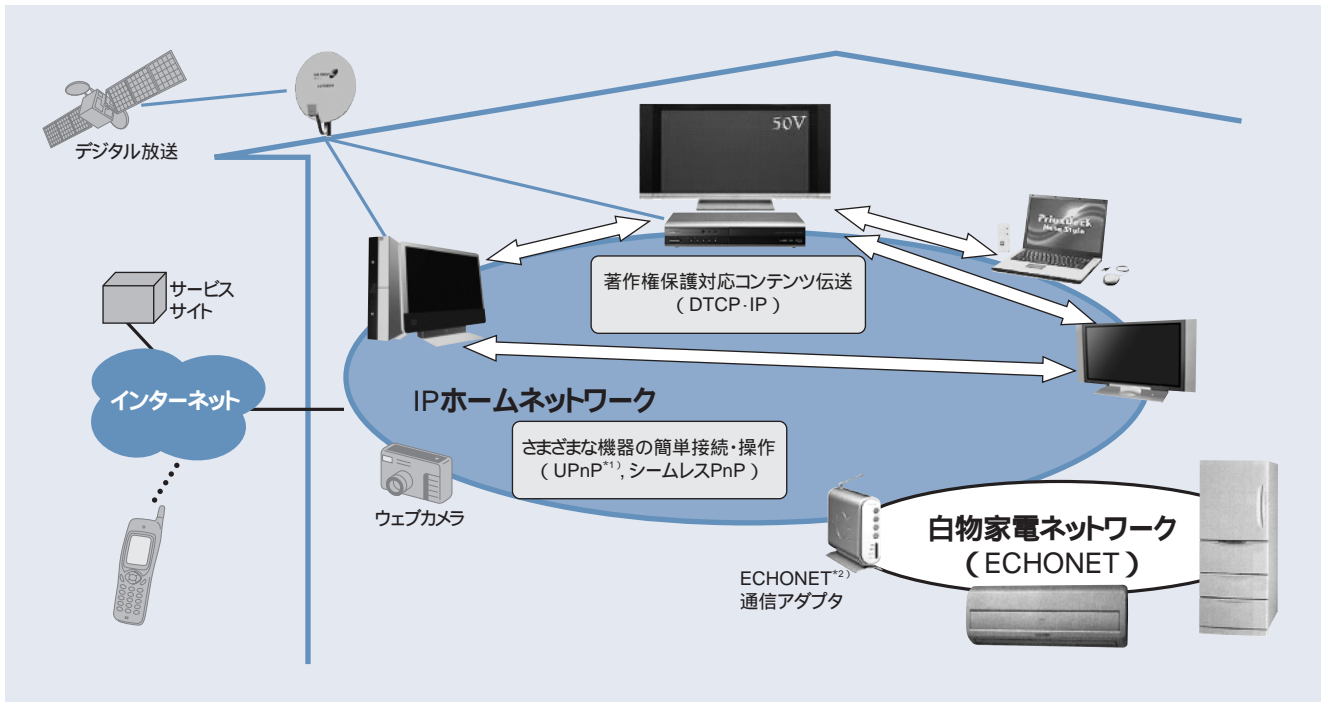 デジタル放送
50V
PriusDeck
Note Style
著作権保護対応コンテンツ伝送
（DTCP・IP）
サービス
サイト
インターネット
IPホームネットワーク
さまざまな機器の簡単接続・操作
（UPnP*1），シームレスPnP）
ウェブカメラ
ECHONET*2）
通信アダプタ
白物家電ネットワーク
（ECHONET）